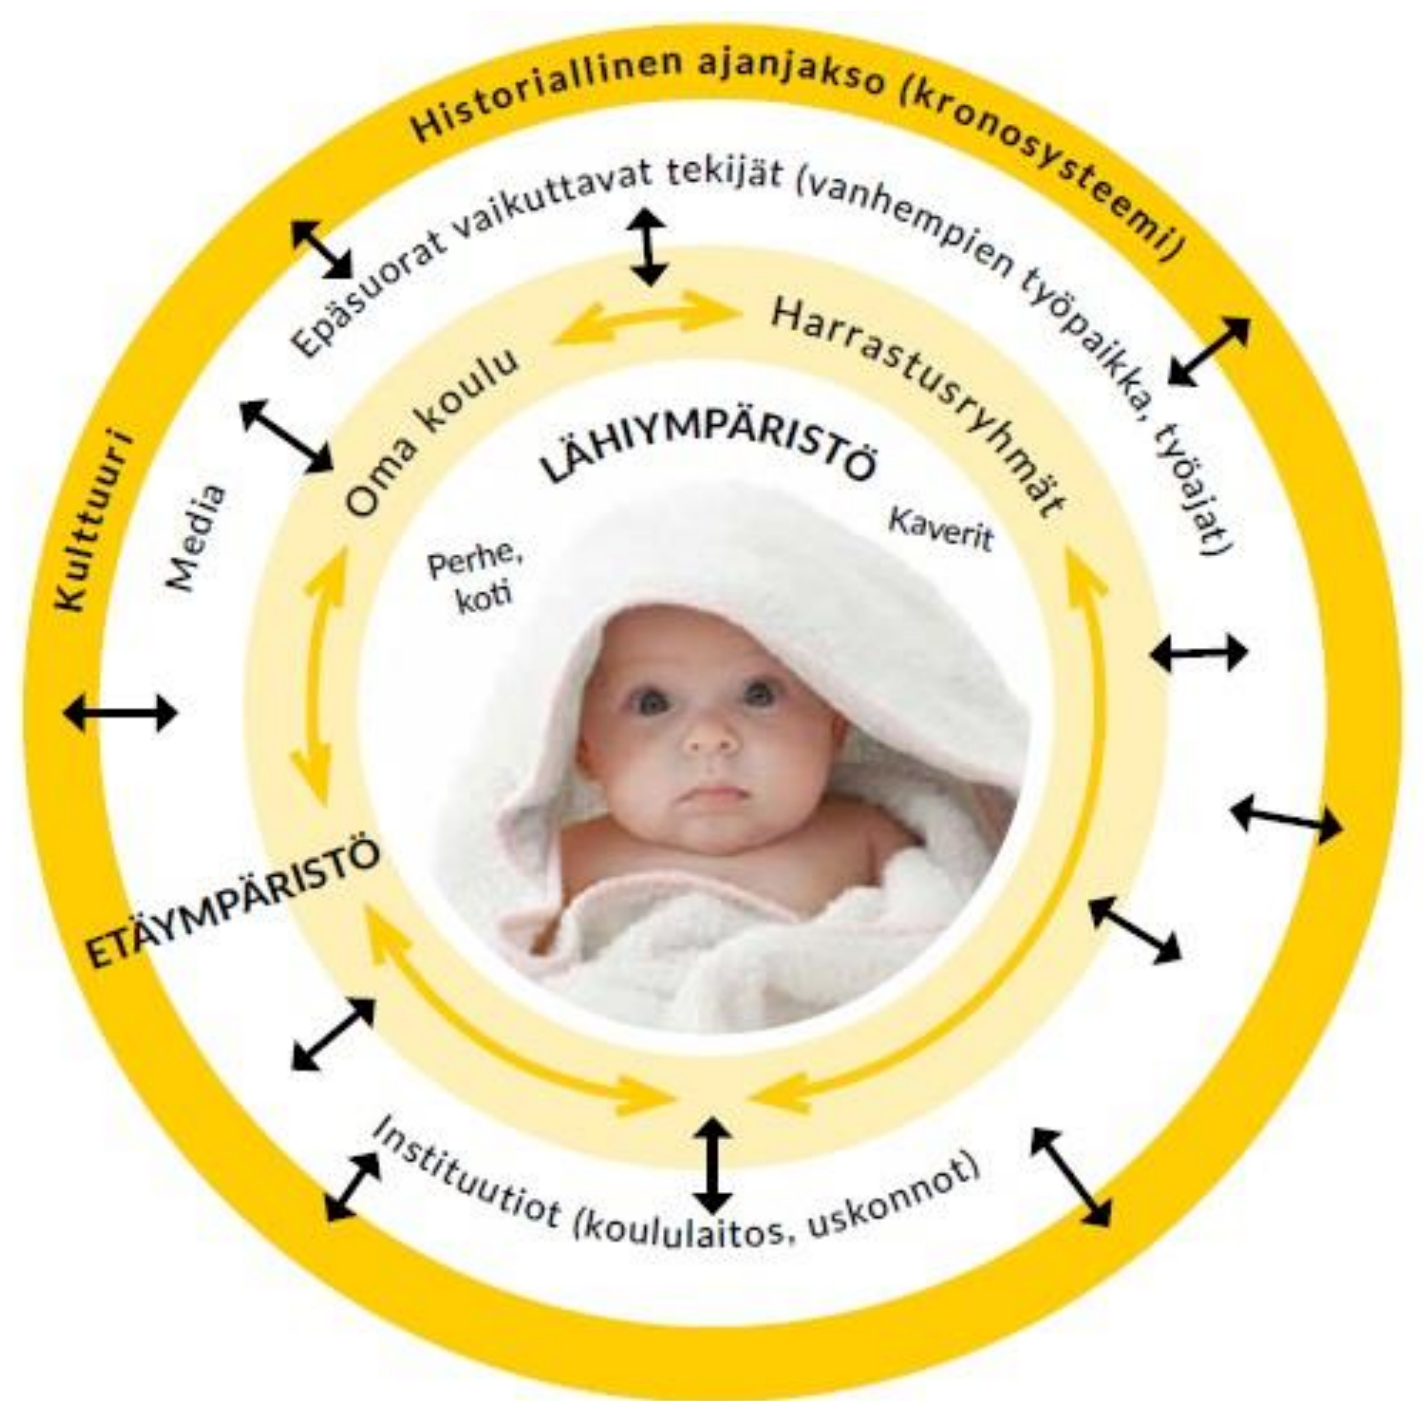 Historiallinen ajanjakso (kronosysteemi)
Kulttuuri
Epäsuorat vaikuttavat tekijät (vanhempien työpaikka, työajat)
Media
Oma koulu
Harrastusryhmät
LÄHIYMPÄRISTÖ
Perhe,
koti
Kaverit
ETÄYMPÄRISTÖ
Instituutiot (koululaitos, uskonnot)